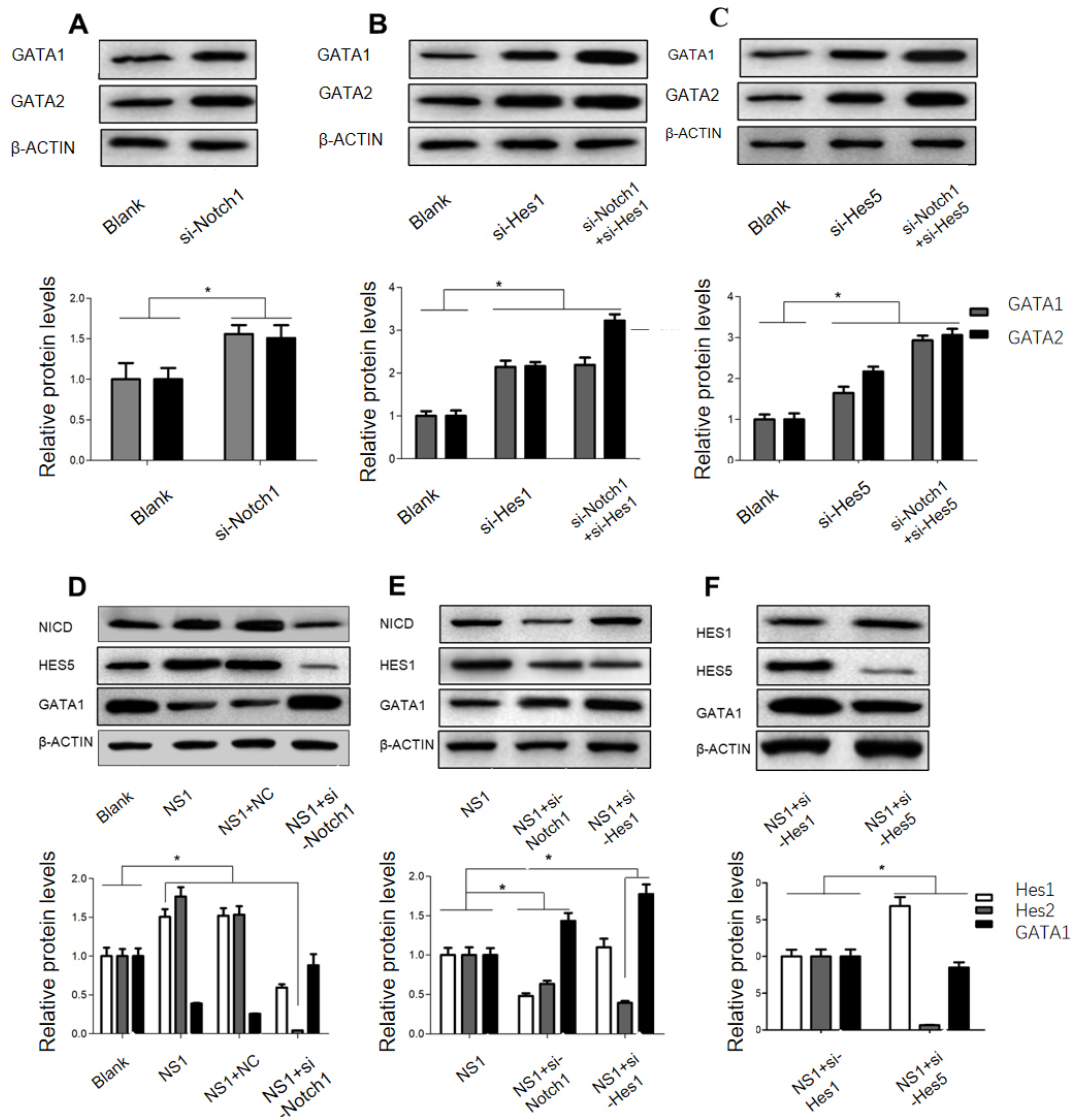 A
B
C
GATA1
GATA2
β-ACTIN
Blank
si-Notch1
GATA1
GATA2
β-ACTIN
Blank
si-Hes1
si-Notch1
+si-Hes1
GATA1
GATA2
β-ACTIN
Blank
si-Hes5
si-Notch1
+si-Hes5
Relative protein levels
2.0
1.5
1.0
0.5
0.0
*
Blank
si-Notch1
Relative protein levels
4
3
2
1
0
*
Blank
si-Hes1
si-Notch1
+si-Hes1
Relative protein levels
4
3
2
1
0
*
Blank
si-Hes5
si-Notch1
+si-Hes5
GATA1
GATA2
D
E
F
NICD
HES5
GATA1
β-ACTIN
Blank
NS1
NS1+NC
NS1+si
-Notch1
NICD
HES1
GATA1
β-ACTIN
NS1
NS1+si-
Notch1
NS1+si
-Hes1
HES1
HES5
GATA1
β-ACTIN
NS1+si
-Hes1
NS1+si
-Hes5
Relative protein levels
2.0
1.5
1.0
0.5
0.0
*
Blank
NS1
NS1+NC
NS1+si
-Notch1
Relative protein levels
2.0
1.5
1.0
0.5
0.0
*
*
NS1
NS1+si-
Notch1
NS1+si
-Hes1
Relative protein levels
0
5
0
5
0
*
NS1+si-
Hes1
NS1+si
-Hes5
Hes1
Hes2
GATA1